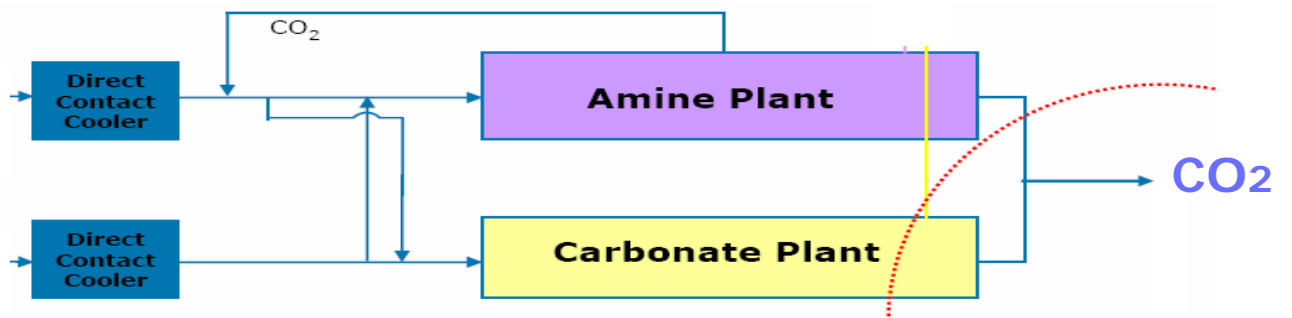 CO₂
Direct
Contact
Cooler
Amine Plant
CO2
Direct
Contact
Cooler
Carbonate Plant